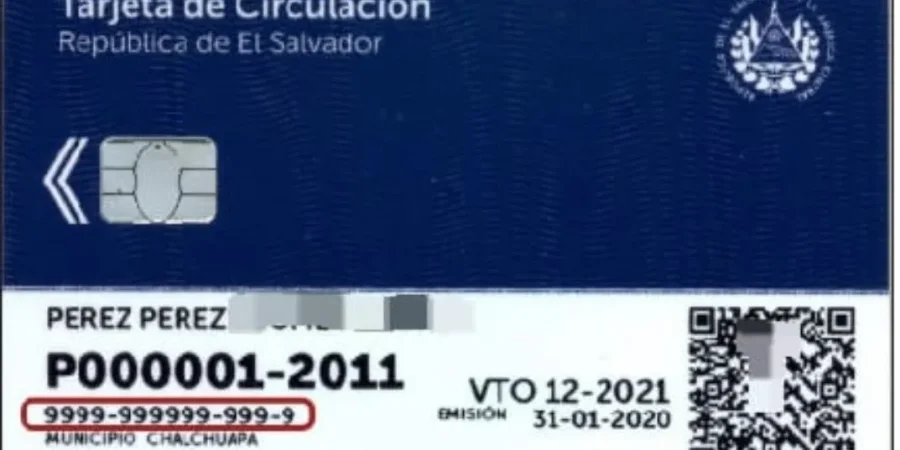 Tarjeta de Circulación
República de El Salvador
PEREZ PEREZ
P000001-2011
VTO 12-2021
9999-999999-999-9
EMISIÓN 31-01-2020
MUNICIPIO CHALCHUAPA